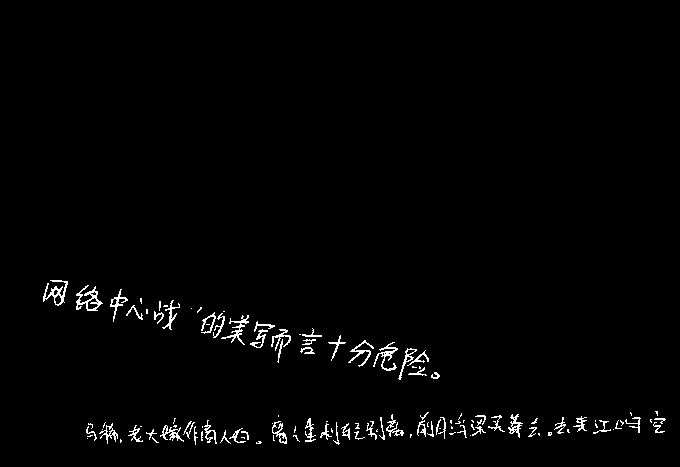 网络中心战”的美军而言十分危险。
马稀,老大嫁作商人妇。商人重利轻别离,前月浮梁买茶去。去来江口守空